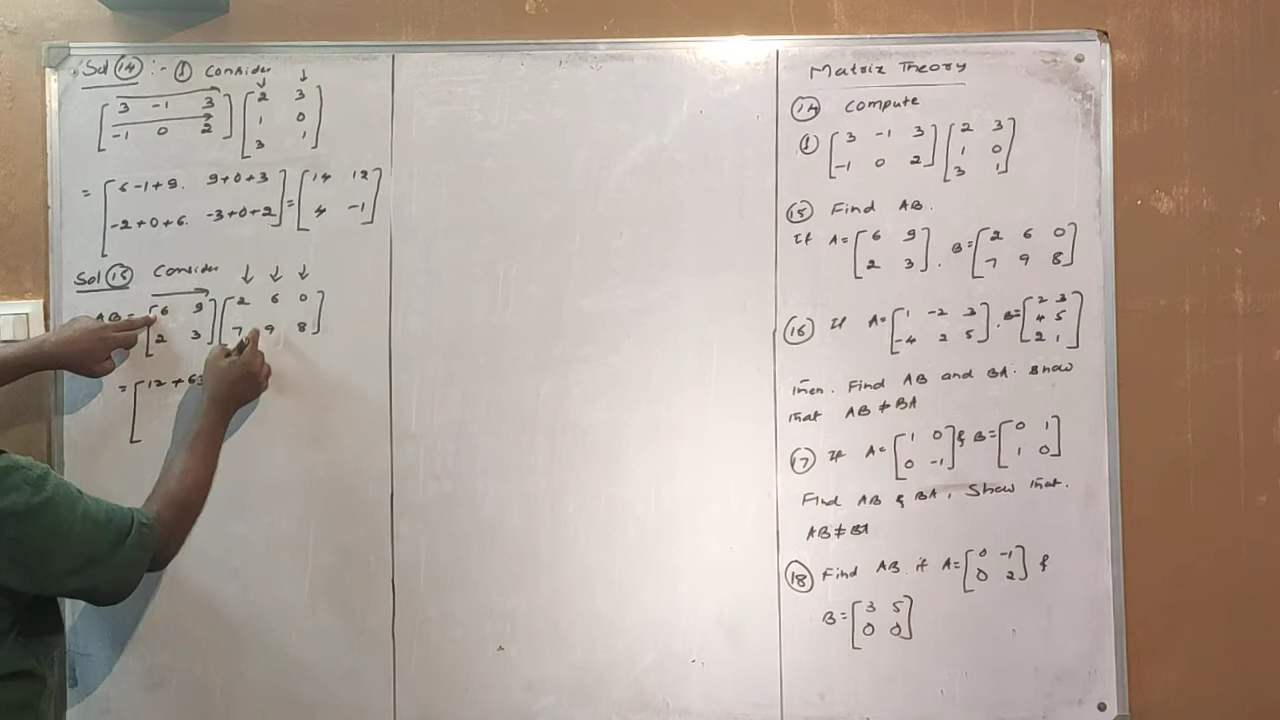 Sol (14) :- (1) Consider
[3 -1 3] [2 3]
[-1 0 2] [1 0]
[3 1]
= [6-1+9. 9+0+3] = [14 12]
[-2+0+6. -3+0+2] [4 -1]
Sol (15) Consider
AB = [6 9] [2 6 0]
[2 3] [7 9 8]
= [12 + 63
Matrix Theory
(14) compute
(1) [3 -1 3] [2 3]
[-1 0 2] [1 0]
[3 1]
(15) Find AB.
If A = [6 9] . B = [2 6 0]
[2 3] [7 9 8]
(16) If A = [1 -2 3] . B = [2 3]
[-4 2 5] [4 5]
[2 1]
then. Find AB and BA. show
that AB ≠ BA
(17) If A = [1 0] & B = [0 1]
[0 -1] [1 0]
Find AB & BA, Show that.
AB ≠ BA
(18) Find AB. if A = [0 -1] &
[0 2]
B = [3 5]
[0 0]